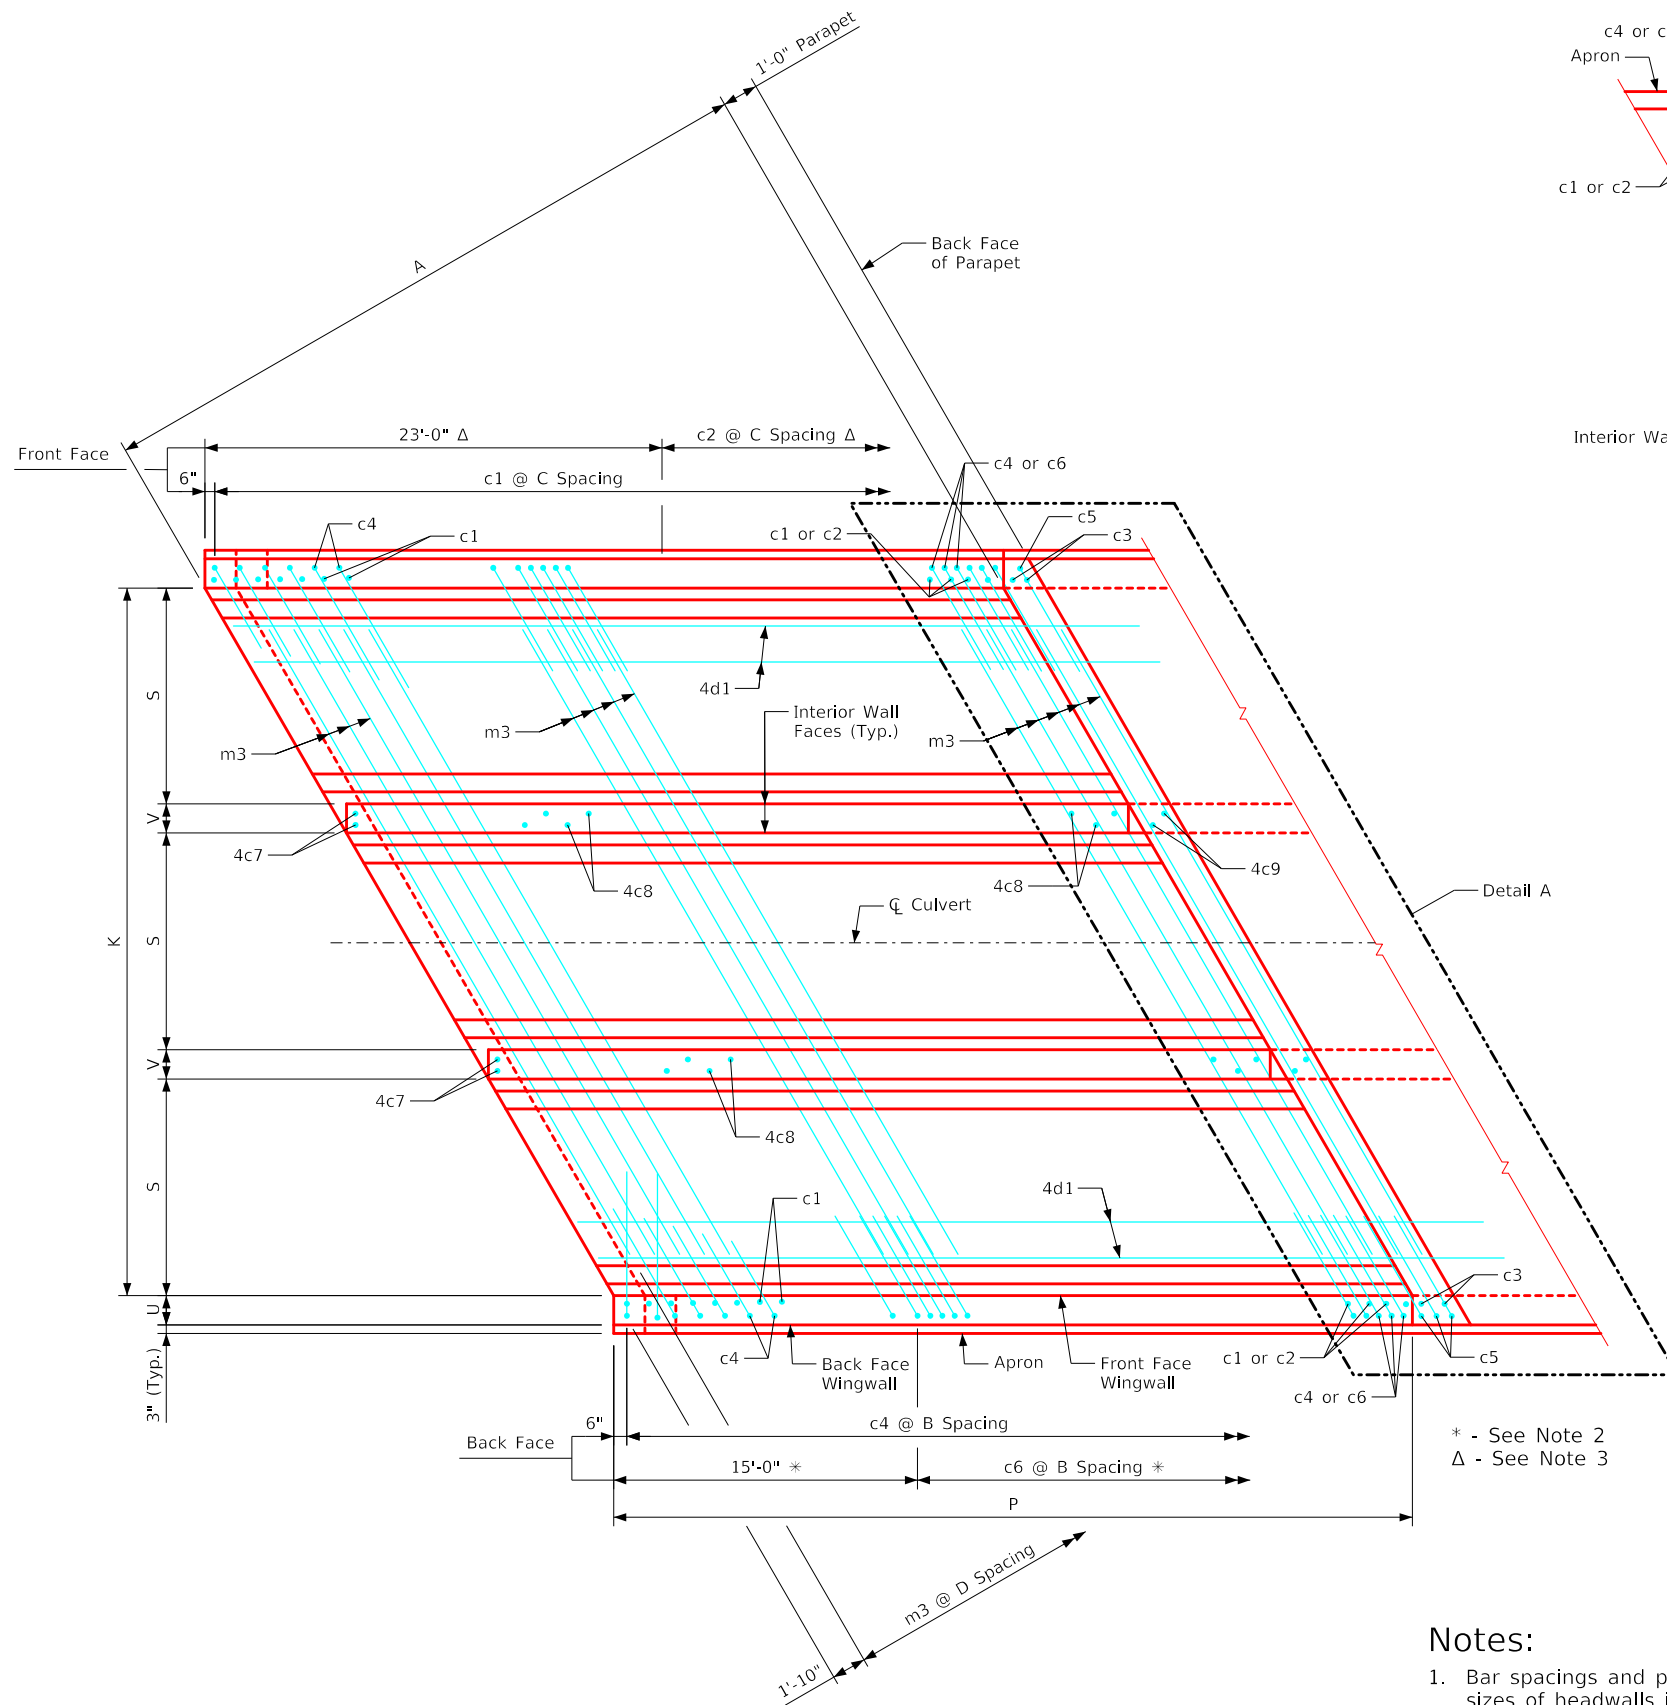 1'-0" Parapet
c4 or c
Apron
c1 or c2
Back Face
of Parapet
A
23'-0" Δ
c2 @ C Spacing Δ
Front Face
6"
c1 @ C Spacing
c4 or c6
Interior Wa
c4
c1
c1 or c2
c5
c3
S
4d1
m3
m3
Interior Wall
Faces (Typ.)
m3
V
4c7
4c8
4c8
4c9
Detail A
℄ Culvert
K
S
V
4c7
4c8
S
4d1
c1
c3
U
3" (Typ.)
c4
Back Face
Wingwall
Apron
Front Face
Wingwall
c1 or c2
c5
c4 or c6
6"
c4 @ B Spacing
Back Face
15'-0" *
c6 @ B Spacing *
P
* - See Note 2
Δ - See Note 3
m3 @ D Spacing
1'-10"
Notes:
1. Bar spacings and p
sizes of headwalls i